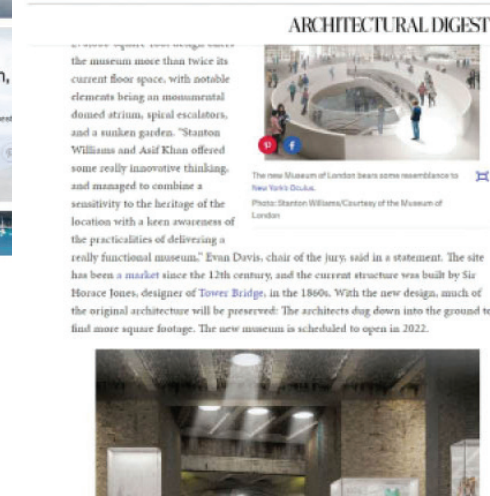 ARCHITECTURAL DIGEST
the museum more than twice its
current floor space, with notable
elements being an monumental
domed atrium, spiral escalators,
and a sunken garden. "Stanton
Williams and Asif Khan offered
some really innovative thinking,
and managed to combine a
sensitivity to the heritage of the
location with a keen awareness of
the practicalities of delivering a
The new Museum of London bears some resemblance to
New York's Oculus.
Photo: Stanton Williams/Courtesy of the Museum of
London
really functional museum," Evan Davis, chair of the jury, said in a statement. The site
has been a market since the 12th century, and the current structure was built by Sir
Horace Jones, designer of Tower Bridge, in the 1860s. With the new design, much of
the original architecture will be preserved: The architects dug down into the ground to
find more square footage. The new museum is scheduled to open in 2022.